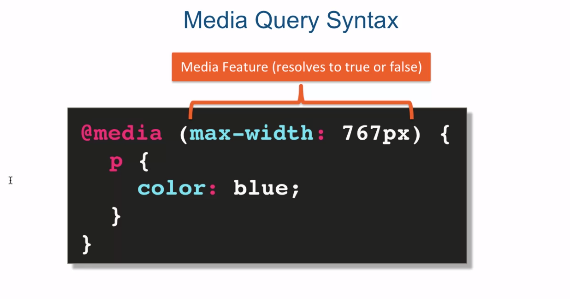 Media Query Syntax
Media Feature (resolves to true or false)
@media (max-width: 767px) {
p {
color: blue;
}
}